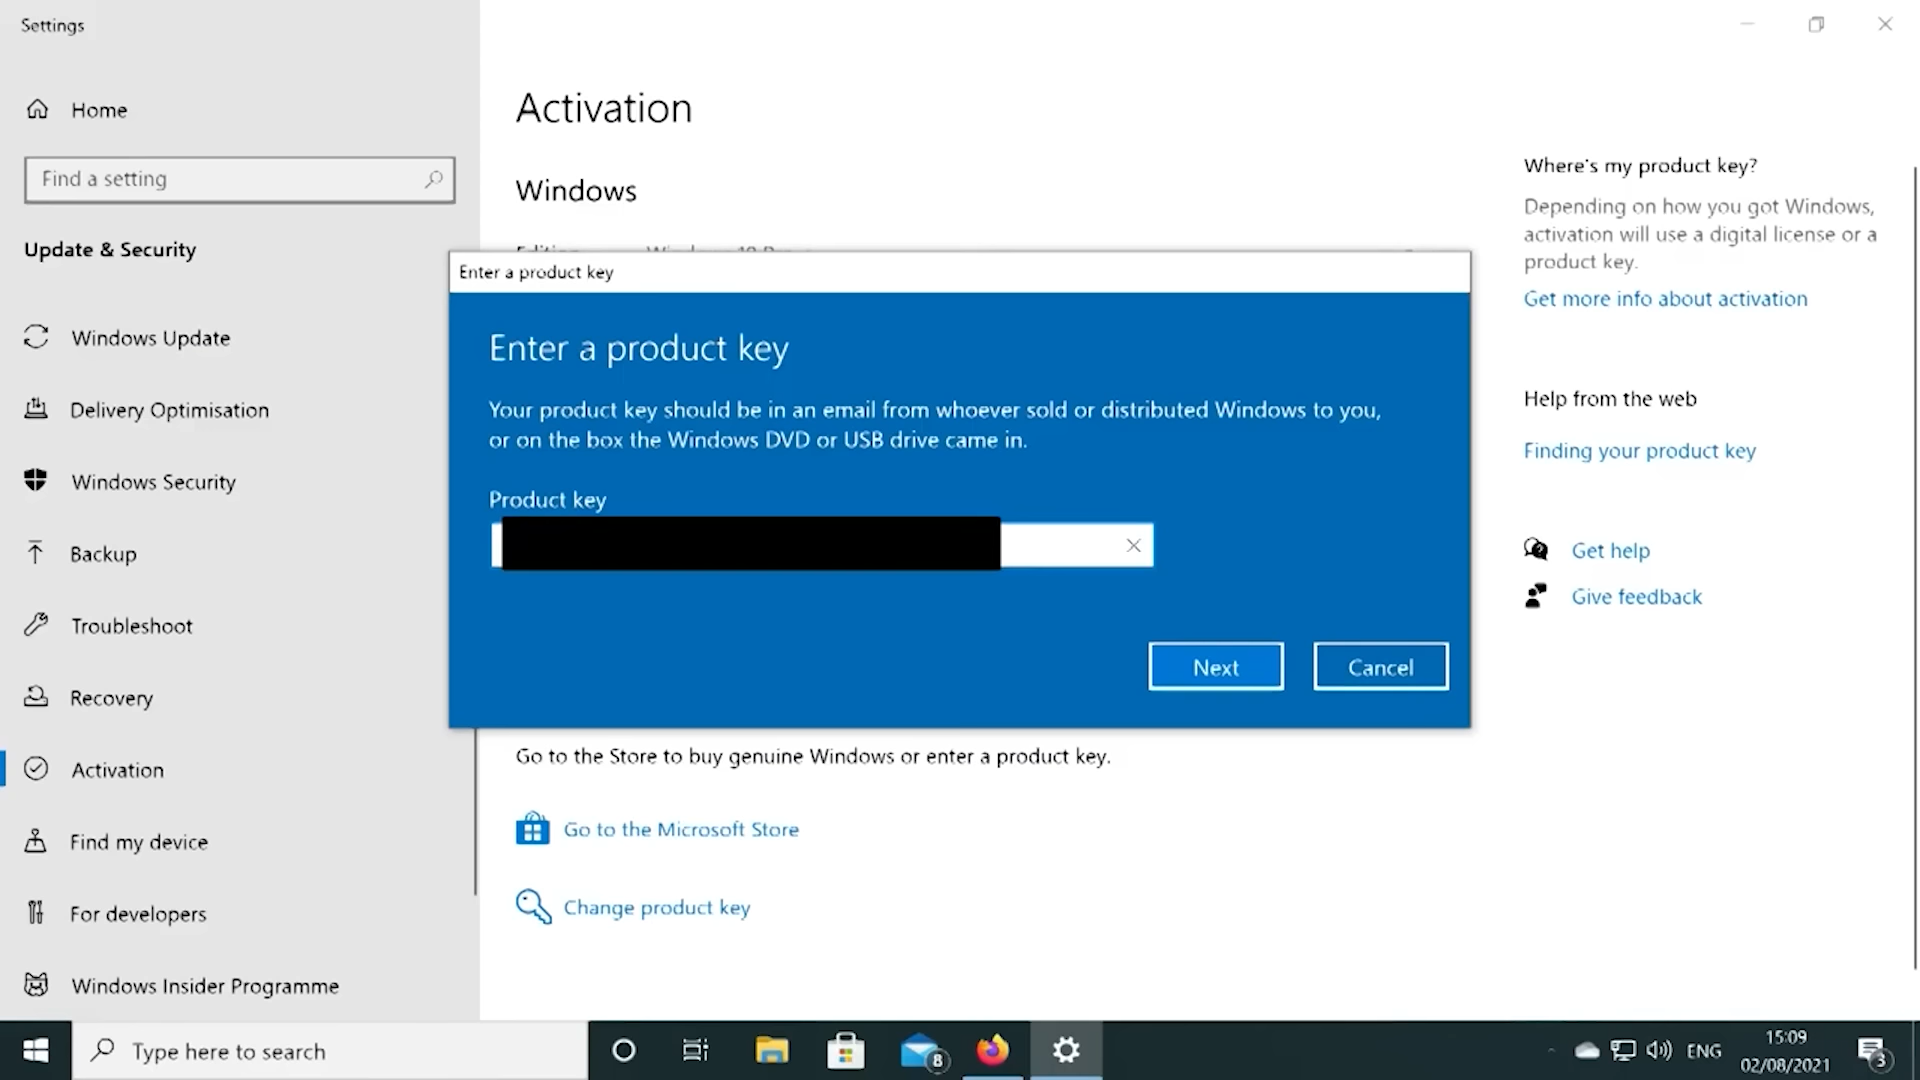 Settings
Home
Find a setting
Update & Security
Windows Update
Delivery Optimisation
Windows Security
Backup
Troubleshoot
Recovery
Activation
Find my device
For developers
Windows Insider Programme
Activation
Windows
Enter a product key
Enter a product key
Your product key should be in an email from whoever sold or distributed Windows to you,
or on the box the Windows DVD or USB drive came in.
Product key
Next
Cancel
Go to the Store to buy genuine Windows or enter a product key.
Go to the Microsoft Store
Change product key
Where's my product key?
Depending on how you got Windows,
activation will use a digital license or a
product key.
Get more info about activation
Help from the web
Finding your product key
Get help
Give feedback
Type here to search
8
ENG
15:09
02/08/2021
3